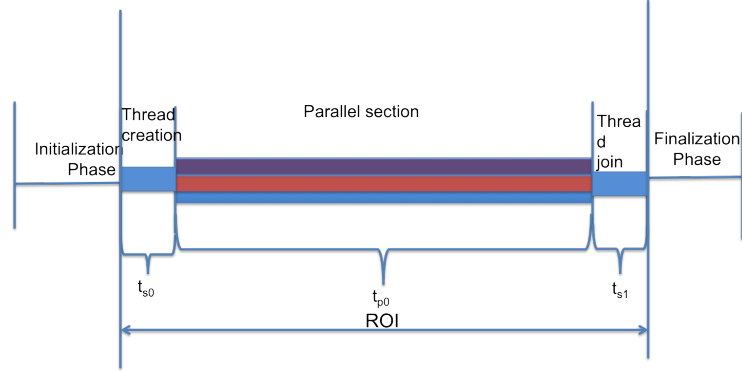 Initialization
Phase
Thread
creation
Parallel section
Threa
d
join
Finalization
Phase
ts0
tp0
ts1
ROI